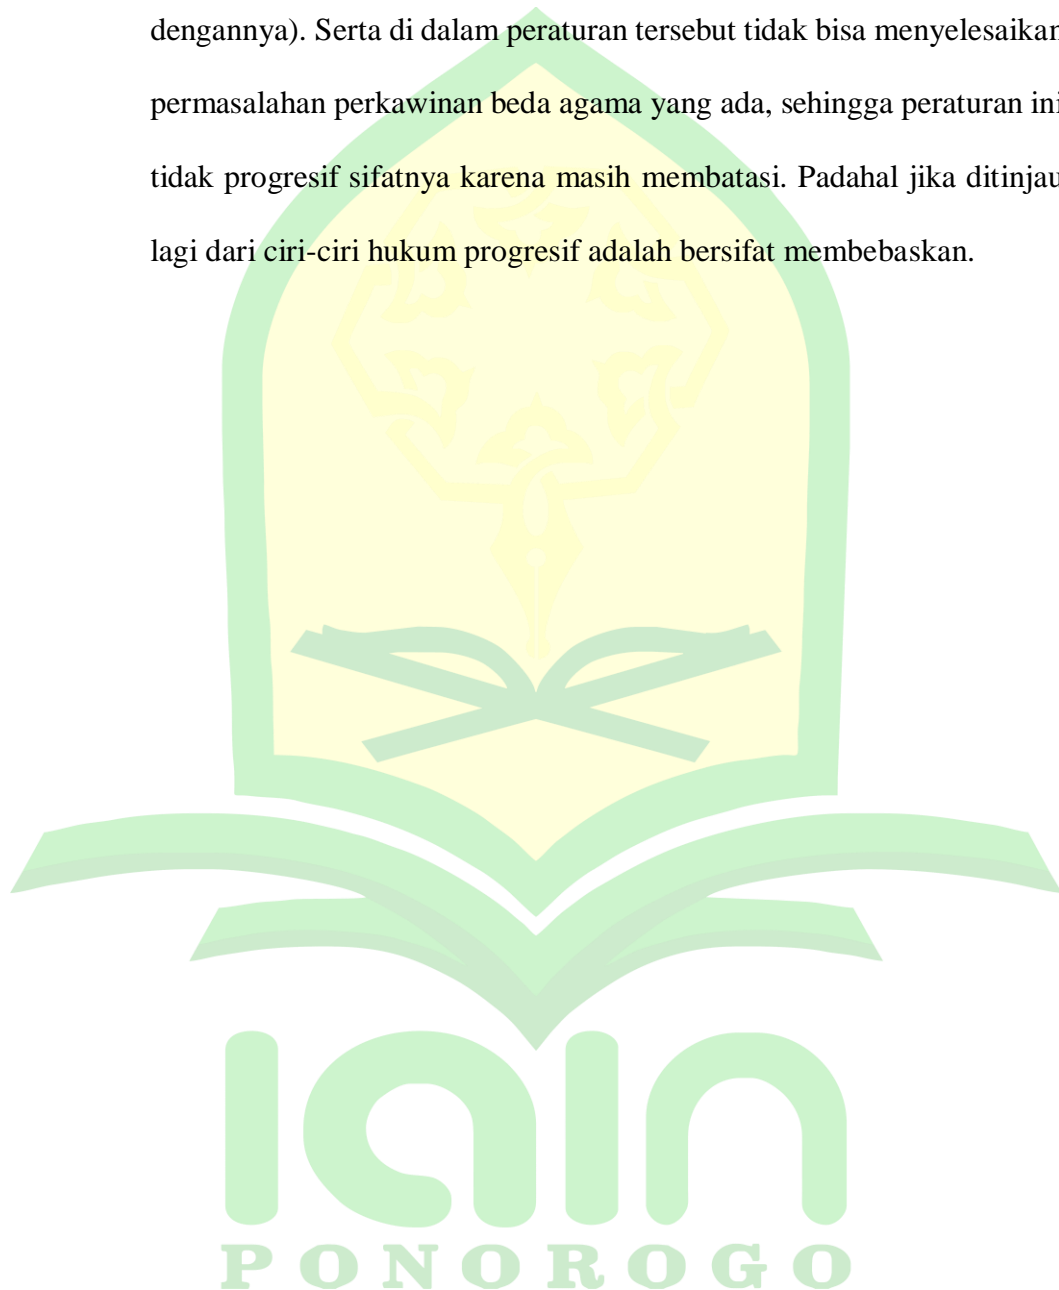 dengannya). Serta di dalam peraturan tersebut tidak bisa menyelesaikan
permasalahan perkawinan beda agama yang ada, sehingga peraturan ini
tidak progresif sifatnya karena masih membatasi. Padahal jika ditinjau
lagi dari ciri-ciri hukum progresif adalah bersifat membebaskan.
IAIN
PONOROGO